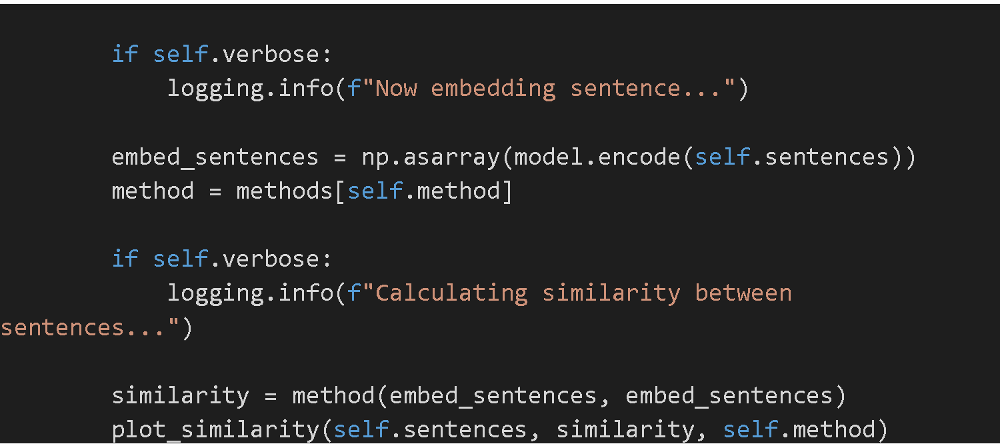 if self.verbose:
logging.info(f"Now embedding sentence...")
embed_sentences = np.asarray(model.encode(self.sentences))
method = methods[self.method]
if self.verbose:
logging.info(f"Calculating similarity between
sentences...")
similarity = method(embed_sentences, embed_sentences)
plot_similarity(self.sentences, similarity, self.method)